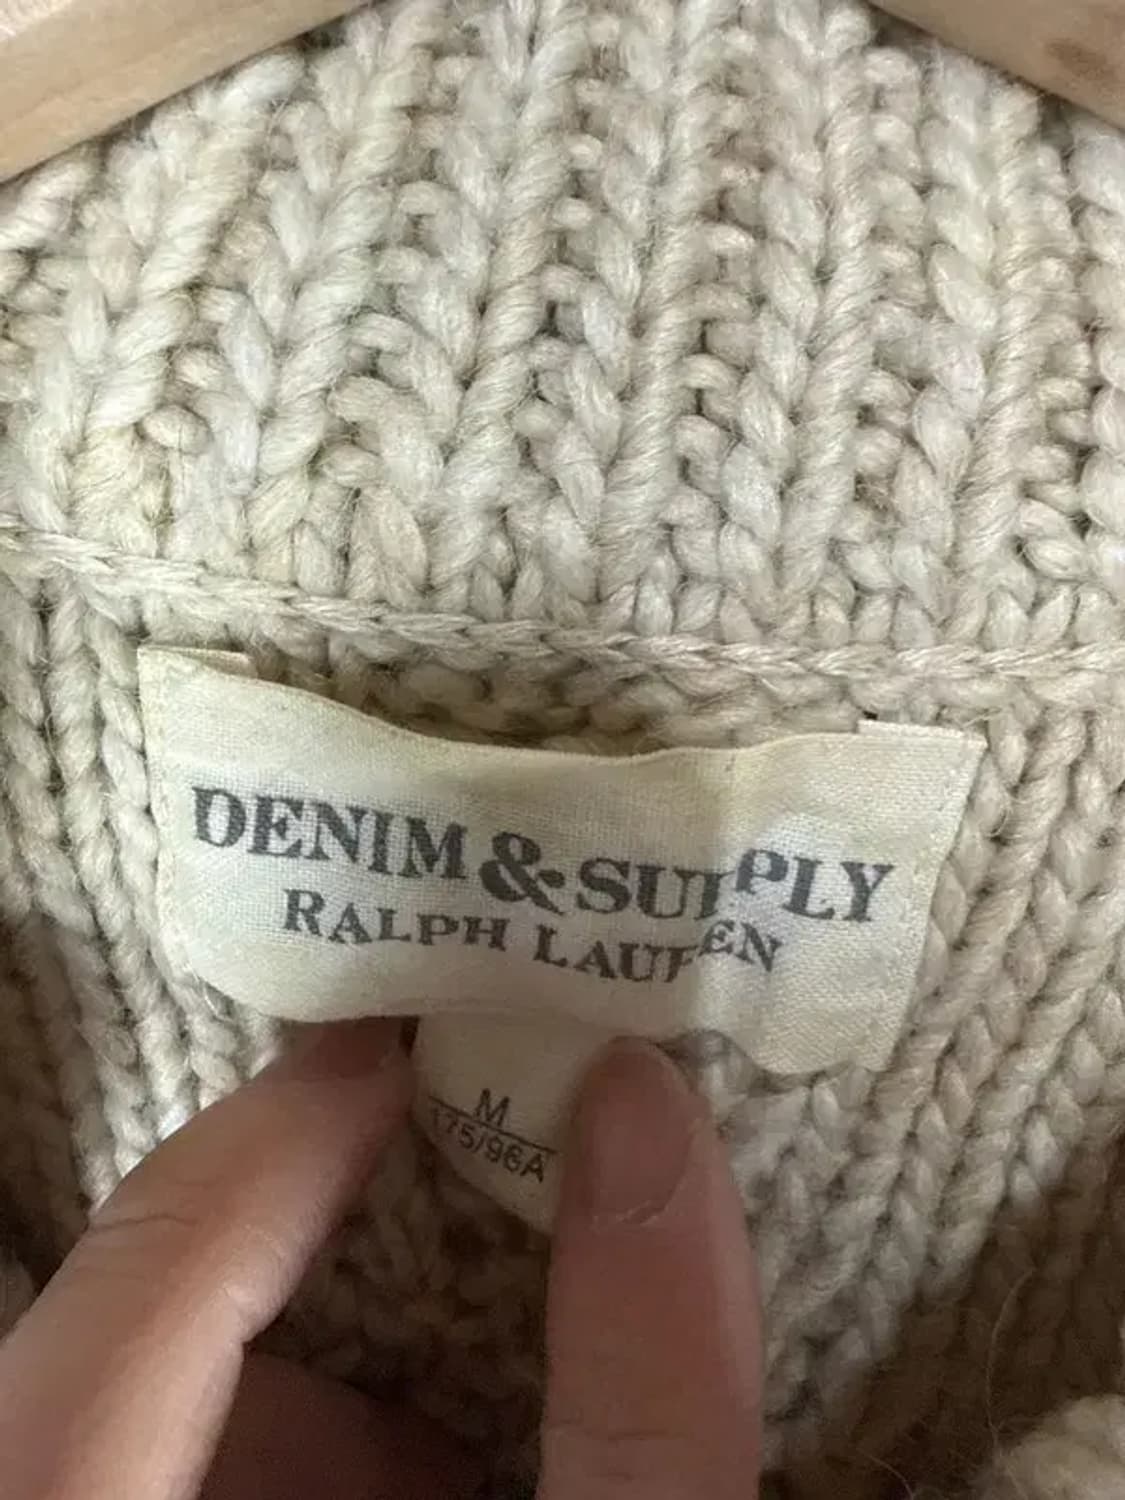 DENIM & SUPPLY
RALPH LAUREN
M
175/96A